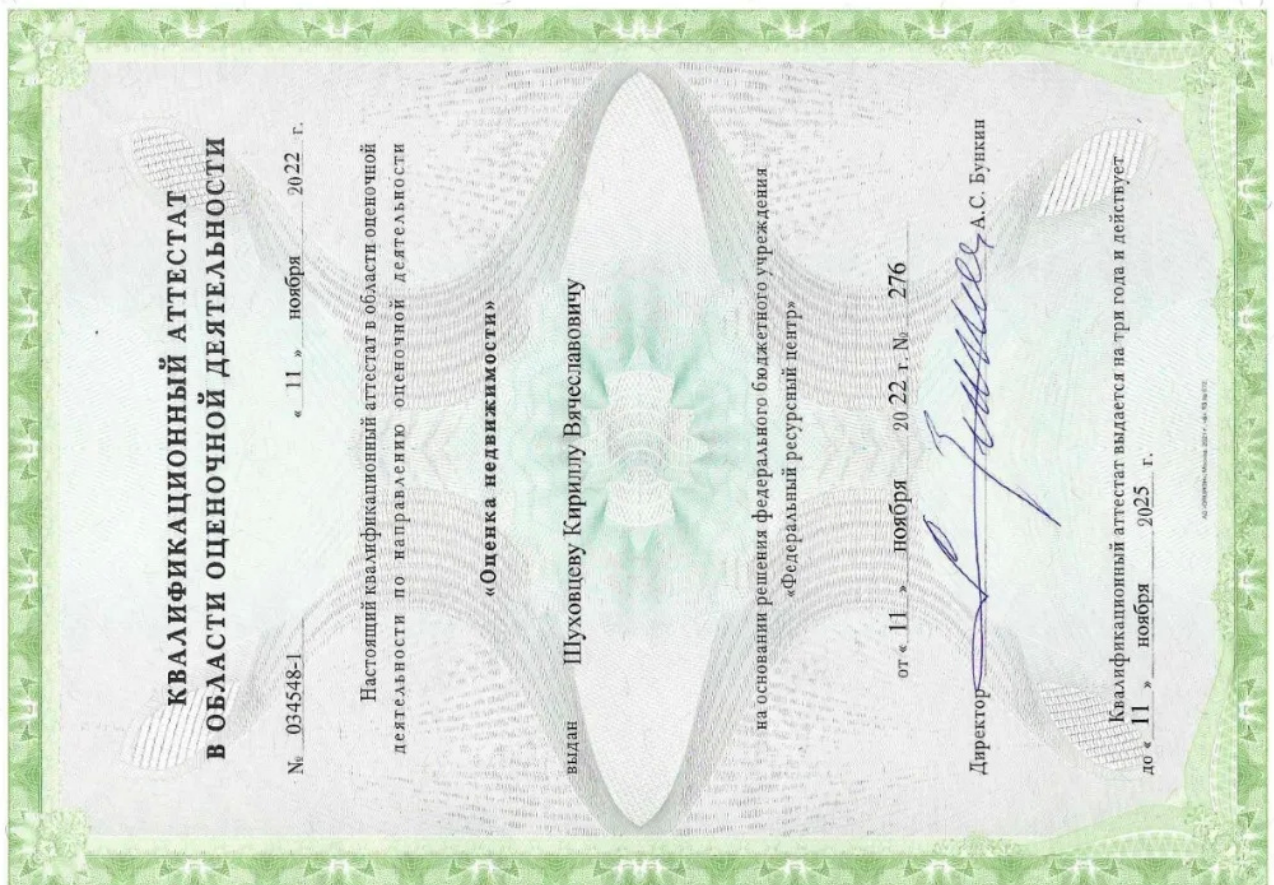 КВАЛИФИКАЦИОННЫЙ АТТЕСТАТ
В ОБЛАСТИ ОЦЕНОЧНОЙ ДЕЯТЕЛЬНОСТИ
№ 034548-1 « 11 » ноября 2022 г.
Настоящий квалификационный аттестат в области оценочной
деятельности по направлению оценочной деятельности
«Оценка недвижимости»
выдан Шуховцеву Кириллу Вячеславовичу
на основании решения федерального бюджетного учреждения
«Федеральный ресурсный центр»
от « 11 » ноября 20 22 г. № 276
Директор А.С. Бункин
Квалификационный аттестат выдается на три года и действует
до « 11 » ноября 2025 г.